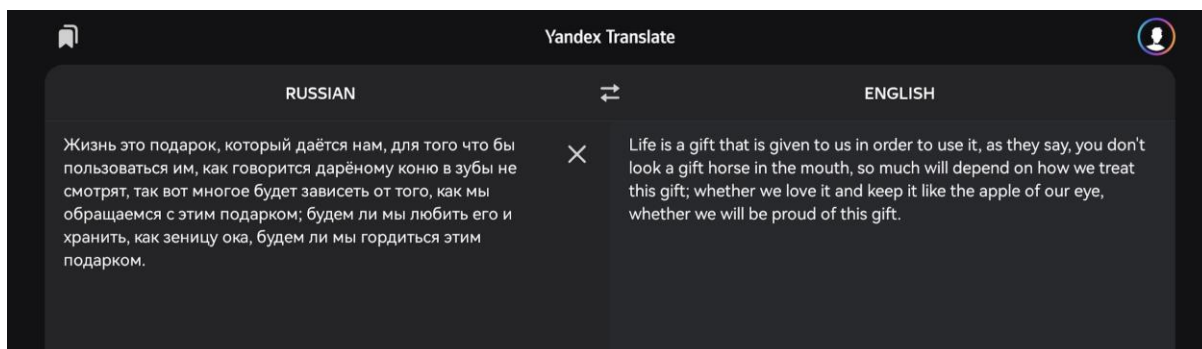 Yandex Translate
RUSSIAN
ENGLISH
Жизнь это подарок, который даётся нам, для того что бы
пользоваться им, как говорится дарёному коню в зубы не
смотрят, так вот многое будет зависеть от того, как мы
обращаемся с этим подарком; будем ли мы любить его и
хранить, как зеницу ока, будем ли мы гордиться этим
подарком.
Life is a gift that is given to us in order to use it, as they say, you don't
look a gift horse in the mouth, so much will depend on how we treat
this gift; whether we love it and keep it like the apple of our eye,
whether we will be proud of this gift.